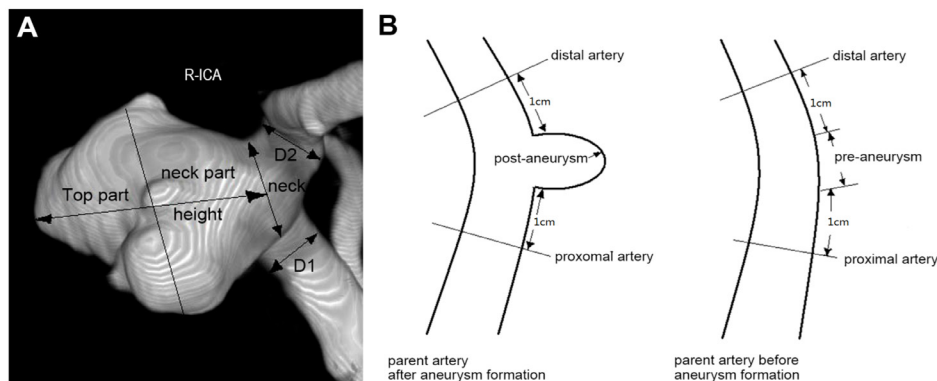 A
R-ICA
D2
neck part
neck
Top part
height
D1
B
distal artery
1cm
post-aneurysm
1cm
proxomal artery
parent artery
after aneurysm formation
distal artery
1cm
pre-aneurysm
1cm
proximal artery
parent artery before
aneurysm formation